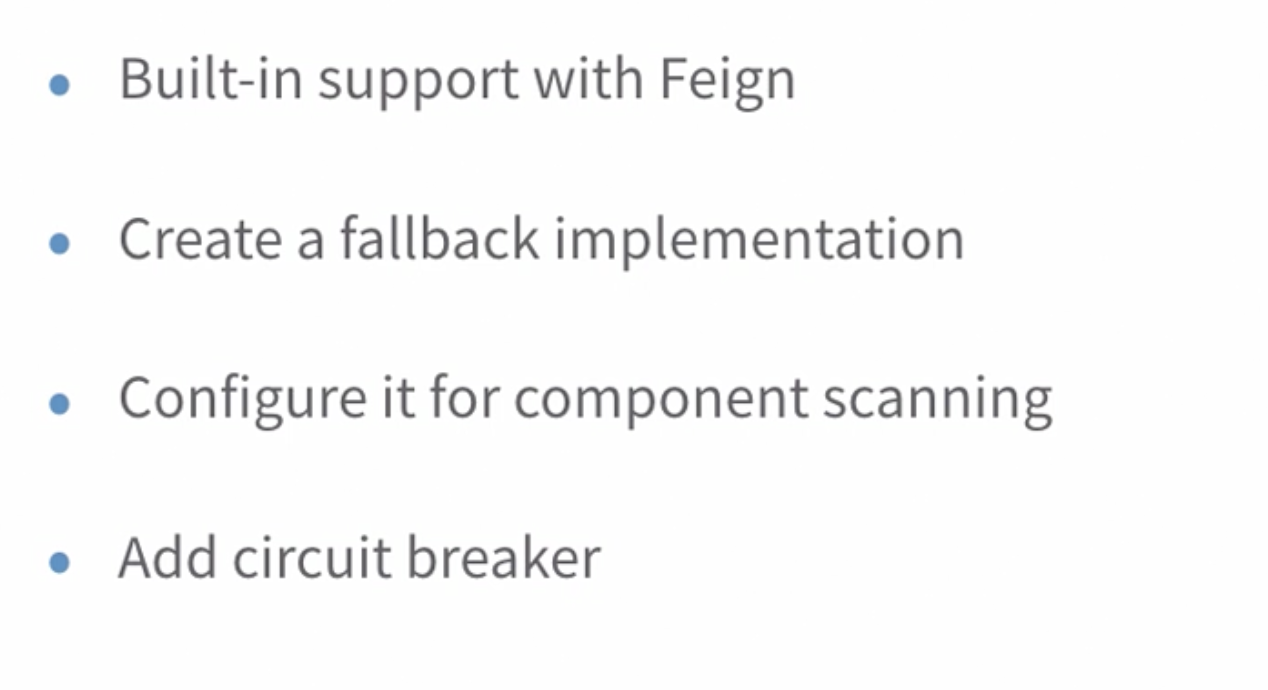 Built-in support with Feign
Create a fallback implementation
Configure it for component scanning
Add circuit breaker